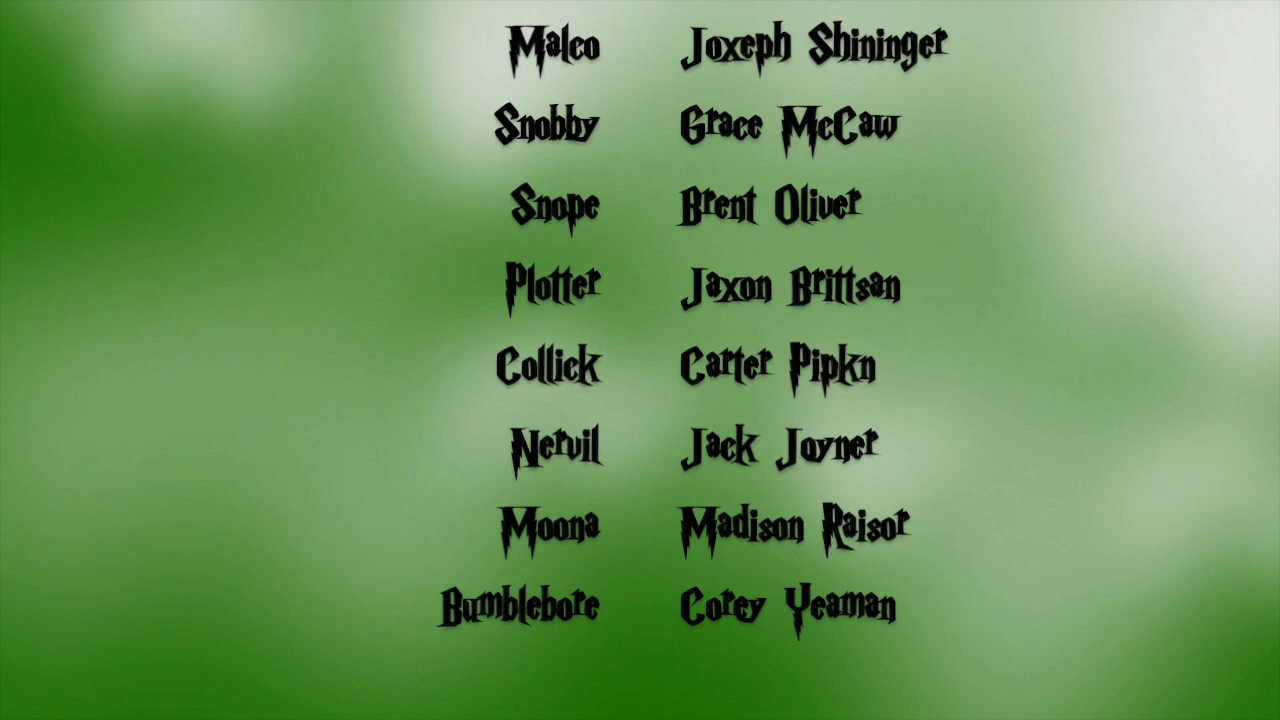 Malco Joxeph Shininger
Snobby Grace McCaw
Snope Brent Oliver
Plotter Jaxon Brittsan
Collick Carter Pipkn
Nervil Jack Joyner
Moona Madison Raisor
Bumblebore Corey Yeaman